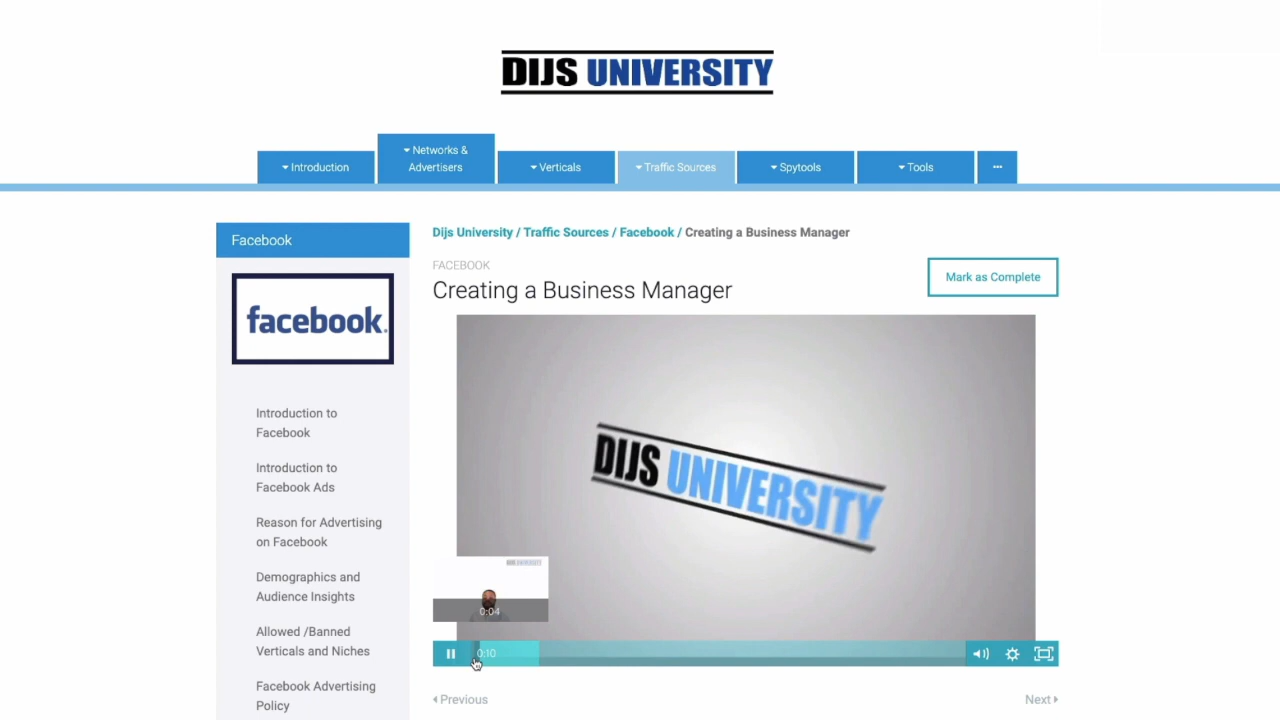 DIJS UNIVERSITY
Introduction
Networks &
Advertisers
Verticals
Traffic Sources
Spytools
Tools
Facebook
Dijs University / Traffic Sources / Facebook / Creating a Business Manager
FACEBOOK
Creating a Business Manager
Mark as Complete
facebook.
Introduction to
Facebook
Introduction to
Facebook Ads
Reason for Advertising
on Facebook
Demographics and
Audience Insights
Allowed /Banned
Verticals and Niches
Facebook Advertising
Policy
DIJS UNIVERSITY
DIJS UNIVERSITY
0:04
0:10
Previous
Next